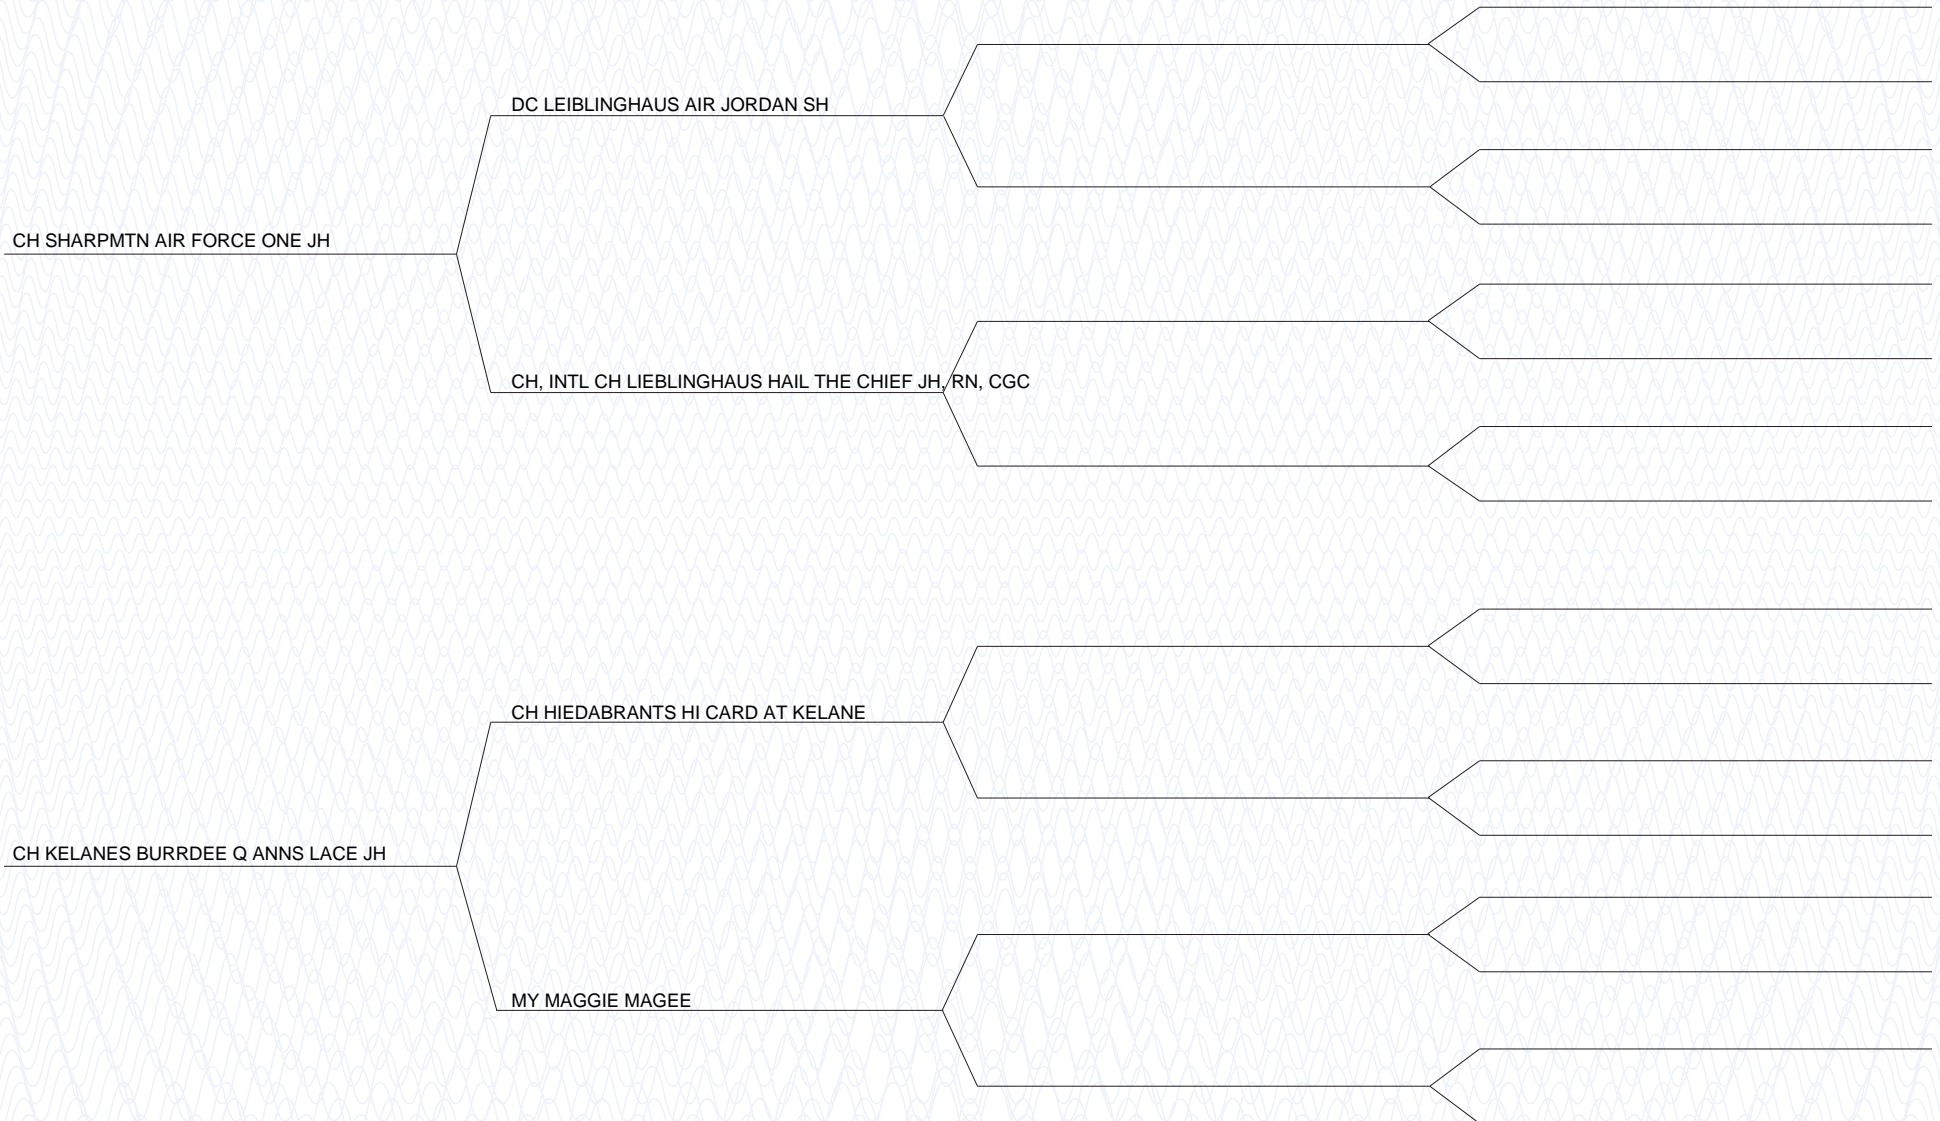 DC LEIBLINGHAUS AIR JORDAN SH
CH SHARPMTN AIR FORCE ONE JH
CH, INTL CH LIEBLINGHAUS HAIL THE CHIEF JH, RN, CGC
CH HIEDABRANTS HI CARD AT KELANE
CH KELANES BURRDEE Q ANNS LACE JH
MY MAGGIE MAGEE